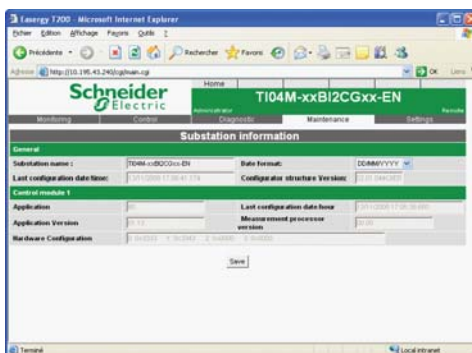 Easergy T200 - Microsoft Internet Explorer
Fichier Edition Affichage Favoris Outils ?
Précédente Rechercher Favoris
Adresse http://10.195.43.240/cgi/main.cgi OK Liens
Schneider Electric
Home
Administrator
TI04M-xxBI2CGxx-EN
Remote
Monitoring Control Diagnostic Maintenance Settings
Substation information
General
Substation name : TI04M-xxBI2CGxx-EN Date format: DD/MM/YYYY
Last configuration date/time: Configurator structure Version:
Control module 1
Application Last configuration date hour
Application Version Measurement processor version
Hardware Configuration
Save
Terminé Local intranet